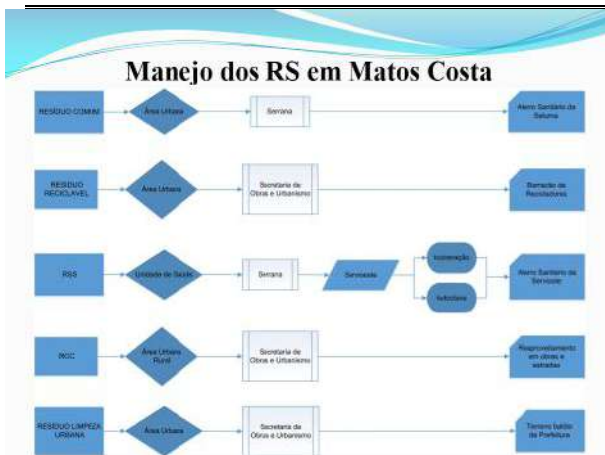 Manejo dos RS em Matos Costa
RESÍDUO COMUM
Área Urbana
Serrana
Aterro Sanitário da
RESÍDUO
RECICLAVEL
Área Urbana
Secretaria de
Obras e Urbanismo
Barracão de
Recicladores
RSS
Unidade de Saúde
Serrana
Servioeste
Incineração
Autoclave
Aterro Sanitário da
Servioeste
RCC
Área Urbana
Rural
Secretaria de
Obras e Urbanismo
Reaproveitamento
em obras e
estradas
RESÍDUO LIMPEZA
URBANA
Área Urbana
Secretaria de
Obras e Urbanismo
Terreno baldio
da Prefeitura